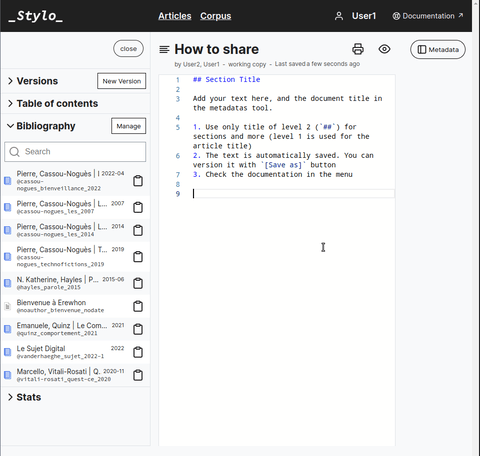 _Stylo_ Articles Corpus User1 Documentation
close
How to share
by User2, User1 - working copy - Last saved a few seconds ago
Metadata
Versions New Version
Table of contents
Bibliography Manage
Search
Pierre, Cassou-Noguès | I 2022-04
@cassou-
nogues_bienveillance_2022
Pierre, Cassou-Noguès | L... 2007
@cassou-nogues_les_2007
Pierre, Cassou-Noguès | L... 2014
@cassou-nogues_les_2014
Pierre, Cassou-Noguès | T... 2019
@cassou-
nogues_technofictions_2019
N. Katherine, Hayles | P... 2015-06
@hayles_parole_2015
Bienvenue à Erewhon
@noauthor_bienvenue_nodate
Emanuele, Quinz | Le Com... 2021
@quinz_comportement_2021
Le Sujet Digital 2022
@vanderhaeghe_sujet_2022-1
Marcello, Vitali-Rosati | Q. 2020-11
@vitali-rosati_quest-ce_2020
Stats
1 ## Section Title
2
3 Add your text here, and the document title in
the metadatas tool.
4
5 1. Use only title of level 2 (`##`) for
sections and more (level 1 is used for the
article title)
6 2. The text is automatically saved. You can
version it with `[Save as]` button
7 3. Check the documentation in the menu
8
9